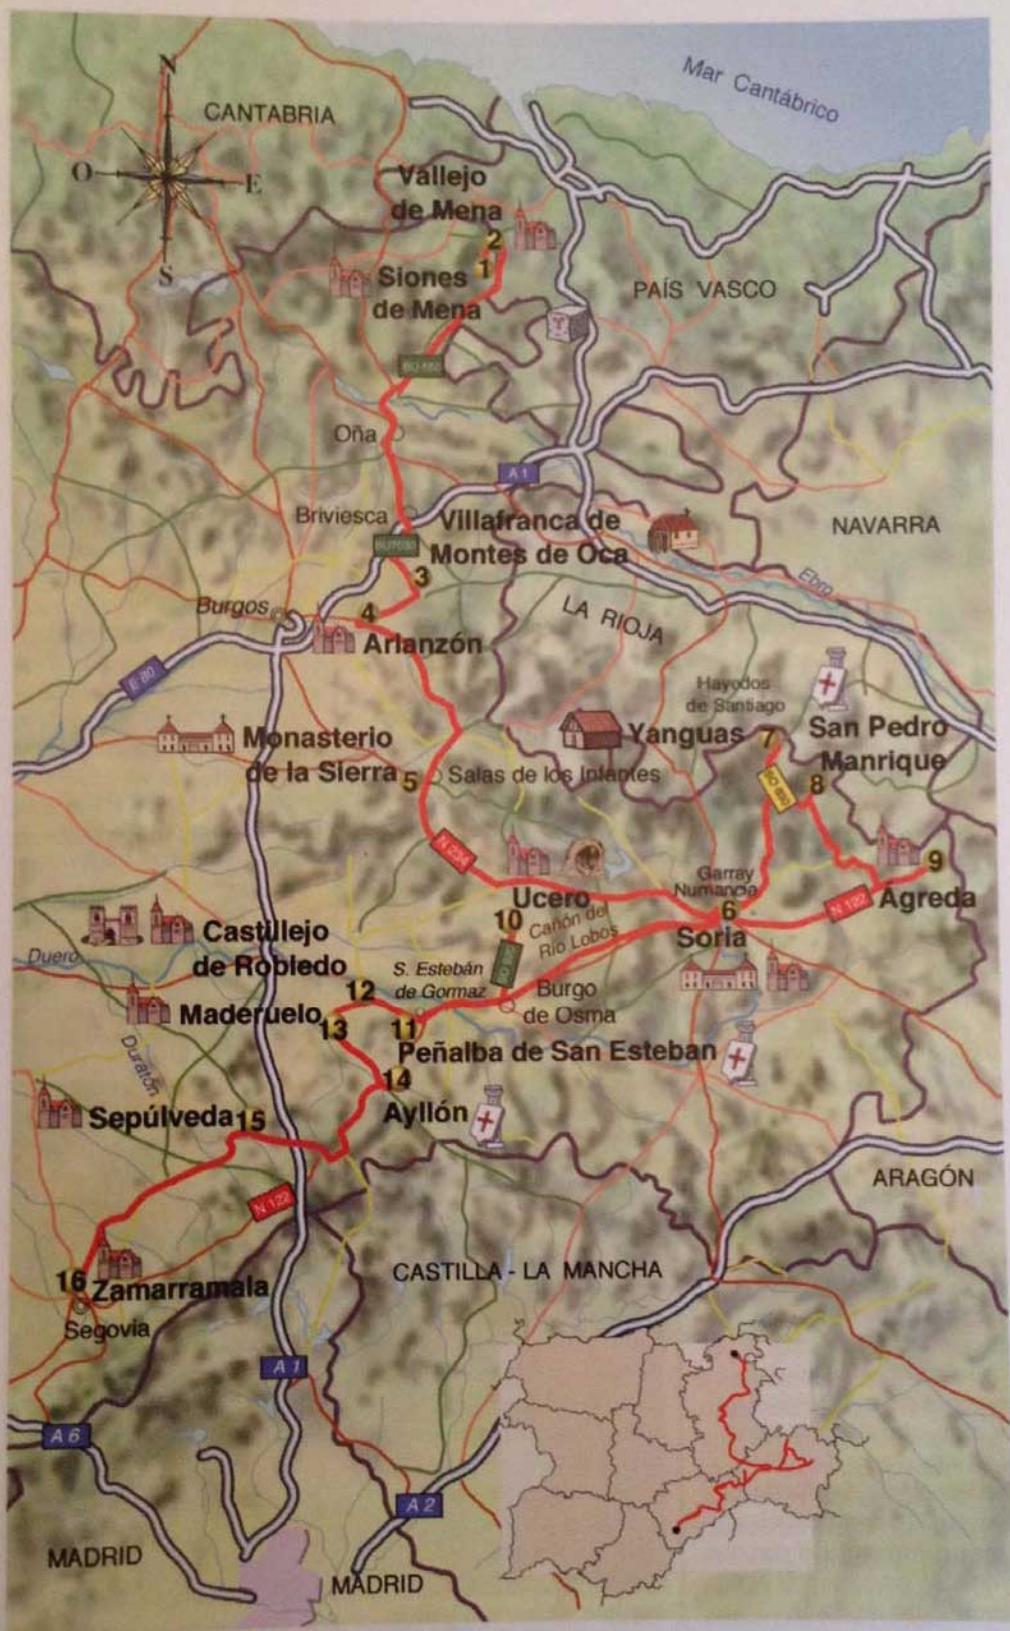 Mar Cantábrico
N
CANTABRIA
O
E
S
Vallejo
de Mena
2
1
Siones
de Mena
PAÍS VASCO
Oña
A 1
Briviesca
Villafranca de
Montes de Oca
NAVARRA
3
Ebro
Burgos
4
Arlanzón
LA RIOJA
E 80
Hayedos
de Santiago
Monasterio
de la Sierra
5
Salas de los Infantes
Yanguas
7
San Pedro
Manrique
8
N 234
Ucero
10
Cañón del
Río Lobos
Garray
Numancia
6
Soria
N 122
9
Ágreda
Castillejo
de Robledo
Duero
12
S. Estebán
de Gormaz
Burgo
de Osma
Maderuelo
13
11
Peñalba de San Esteban
Duratón
14
Ayllón
Sepúlveda
15
N 122
ARAGÓN
CASTILLA - LA MANCHA
16
Zamarramala
Segovia
A 1
A 6
A 2
MADRID
MADRID